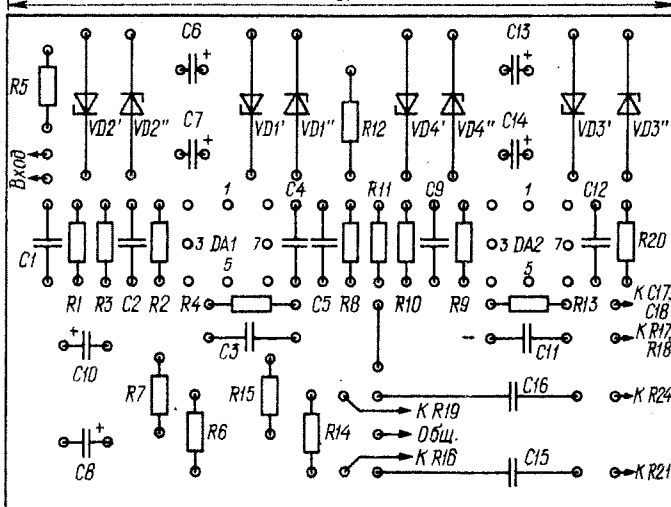 C6
C13
R5
VD2'
VD2"
C7
VD1'
VD1"
R12
VD4'
VD4"
C14
VD3'
VD3"
Вход
1
C4
R11
C9
1
C12
3 DA1 7
3 DA2 7
R20
C1
5
5
R1
R3
C2
R2
R4
C5
R8
R10
R9
R13
К C17,
C18
C10
C3
C11
К R17,
R18
R7
R15
C16
К R24
R6
К R19
R14
Общ.
C8
К R16
C15
К R21